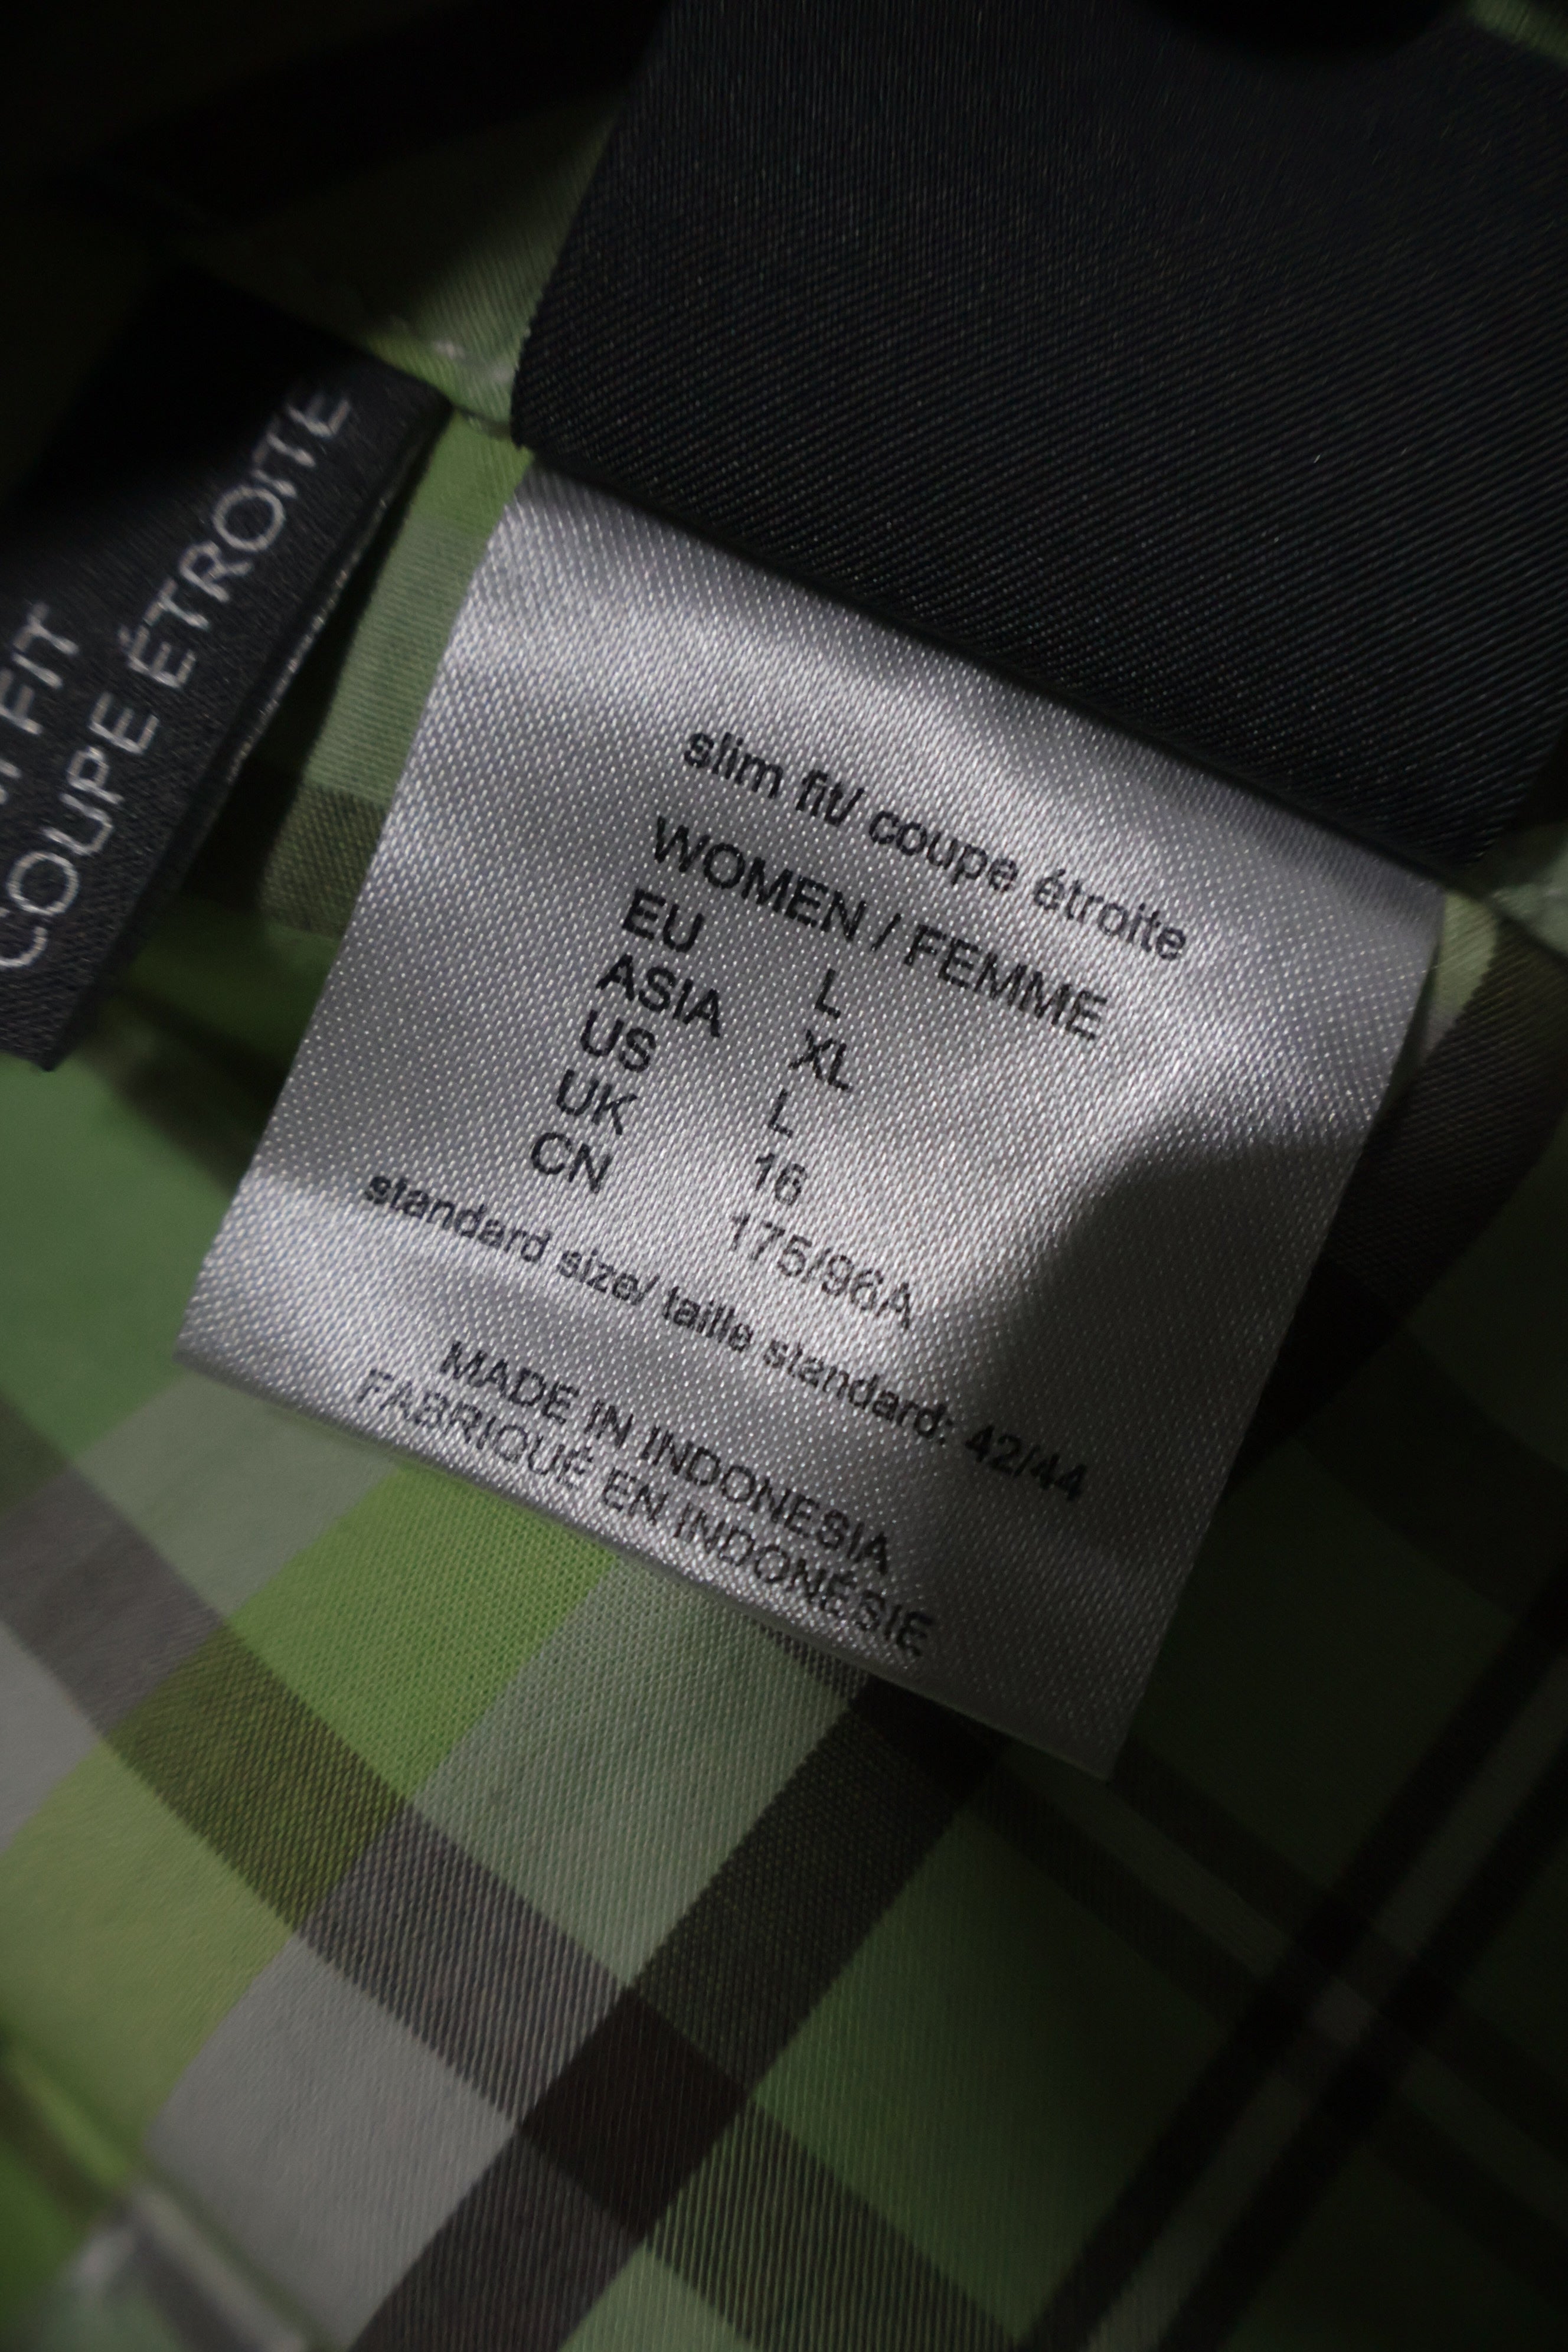 FIT
COUPE ÉTROITE
slim fit/ coupe étroite
WOMEN / FEMME
EU L
ASIA XL
US L
UK 16
CN 175/96A
standard size/ taille standard: 42/44
MADE IN INDONESIA
FABRIQUÉ EN INDONÉSIE